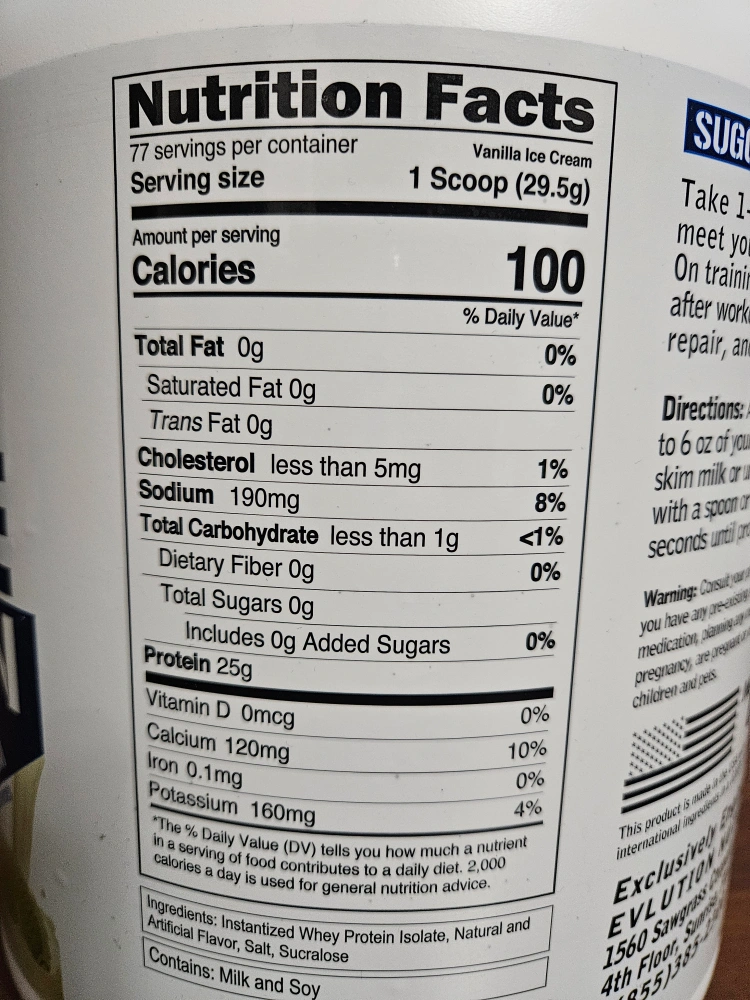 Nutrition Facts
77 servings per container
Vanilla Ice Cream
Serving size 1 Scoop (29.5g)
Amount per serving
Calories 100
% Daily Value*
Total Fat 0g 0%
Saturated Fat 0g 0%
Trans Fat 0g
Cholesterol less than 5mg 1%
Sodium 190mg 8%
Total Carbohydrate less than 1g <1%
Dietary Fiber 0g 0%
Total Sugars 0g
Includes 0g Added Sugars 0%
Protein 25g
Vitamin D 0mcg 0%
Calcium 120mg 10%
Iron 0.1mg 0%
Potassium 160mg 4%
*The % Daily Value (DV) tells you how much a nutrient
in a serving of food contributes to a daily diet. 2,000
calories a day is used for general nutrition advice.
Ingredients: Instantized Whey Protein Isolate, Natural and
Artificial Flavor, Salt, Sucralose
Contains: Milk and Soy
Take 1-
meet
On
after
repair,
Directions:
to 6 oz of
skim milk or
with a spoon
seconds until
Warning: Consult
you have any
medication, planning
pregnancy, are
children and pets.
This product is made in the
international
Exclusively
EVLUTION
1560 Sawgrass
4th Floor,